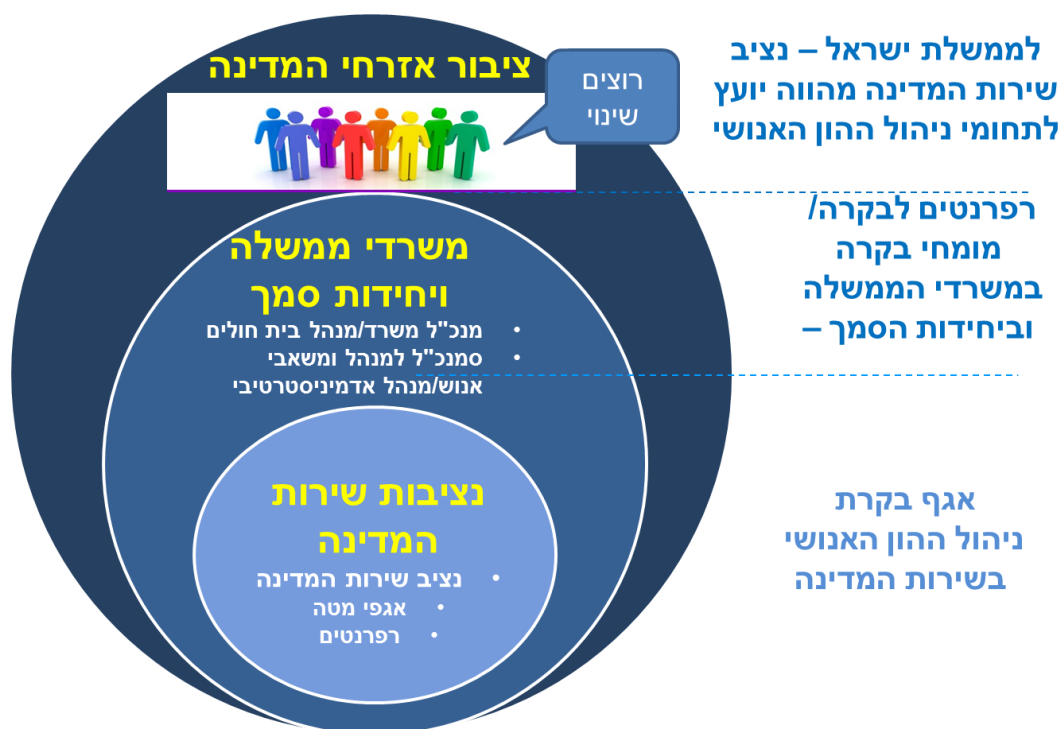 ציבור אזרחי המדינה
רוצים
שינוי
לממשלת ישראל – נציב
שירות המדינה מהווה יועץ
לתחומי ניהול ההון האנושי
משרדי ממשלה
ויחידות סמך
• מנכ"ל משרד/מנהל בית חולים
• סמנכ"ל למנהל ומשאבי
אנוש/מנהל אדמיניסטרטיבי
רפרנטים לבקרה/
מומחי בקרה
במשרדי הממשלה
וביחידות הסמך –
נציבות שירות
המדינה
• נציב שירות המדינה
• אגפי מטה
• רפרנטים
אגף בקרת
ניהול ההון האנושי
בשירות המדינה